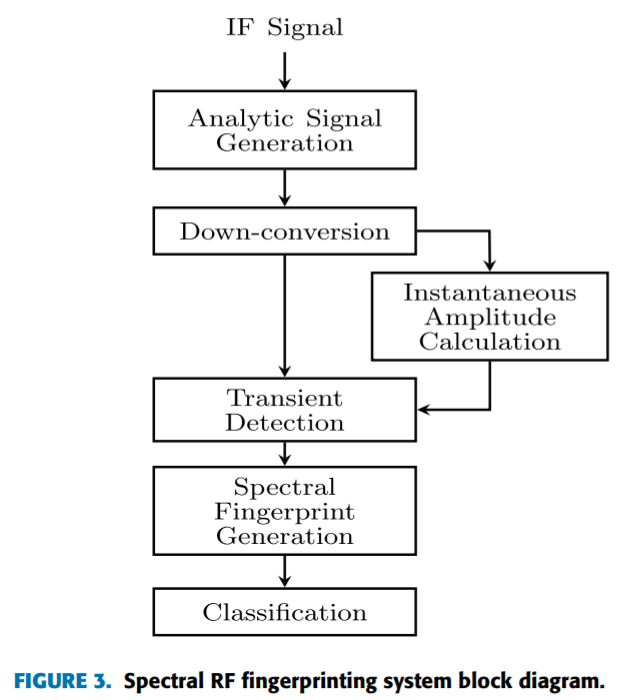 IF Signal
Analytic Signal
Generation
Down-conversion
Instantaneous
Amplitude
Calculation
Transient
Detection
Spectral
Fingerprint
Generation
Classification
FIGURE 3. Spectral RF fingerprinting system block diagram.